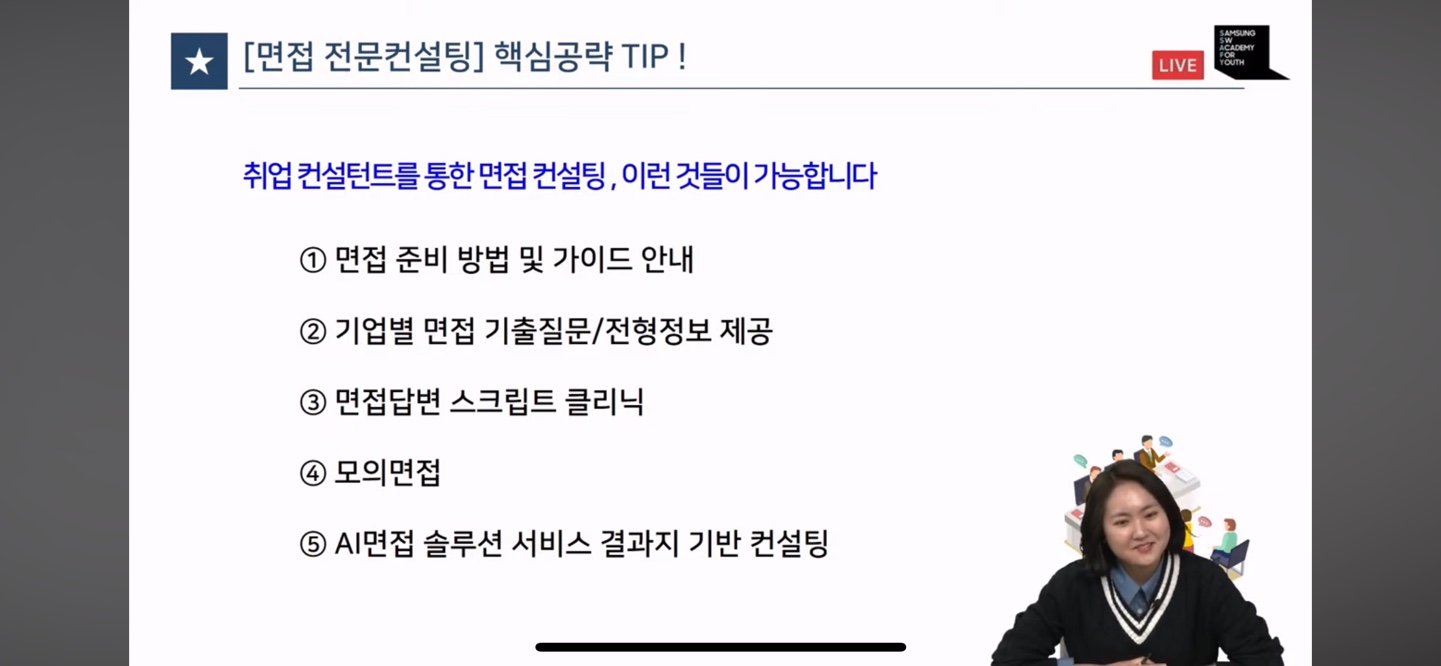 [면접 전문컨설팅] 핵심공략 TIP !
LIVE
SAMSUNG
SW
ACADEMY
FOR
YOUTH
취업 컨설턴트를 통한 면접 컨설팅, 이런 것들이 가능합니다
① 면접 준비 방법 및 가이드 안내
② 기업별 면접 기출질문/전형정보 제공
③ 면접답변 스크립트 클리닉
④ 모의면접
⑤ AI면접 솔루션 서비스 결과지 기반 컨설팅